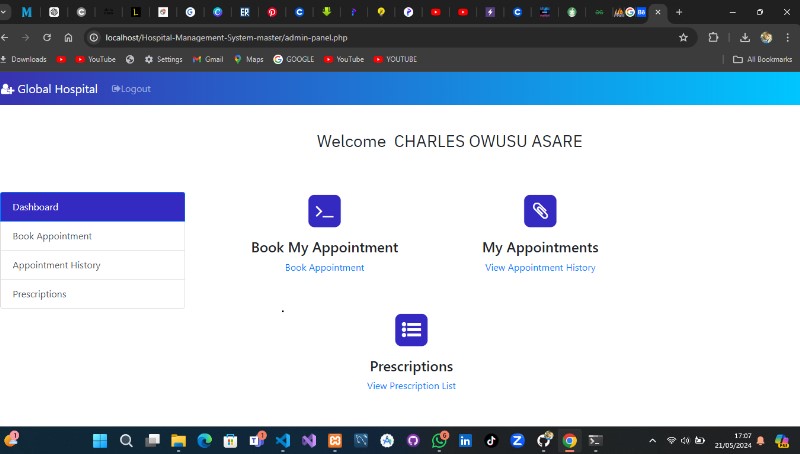 localhost/Hospital-Management-System-master/admin-panel.php
Downloads YouTube YouTube Settings Gmail Maps GOOGLE YouTube YOUTUBE All Bookmarks
Global Hospital Logout
Welcome CHARLES OWUSU ASARE
Dashboard
Book Appointment
Appointment History
Prescriptions
Book My Appointment
Book Appointment
My Appointments
View Appointment History
Prescriptions
View Prescription List
17:07
21/05/2024